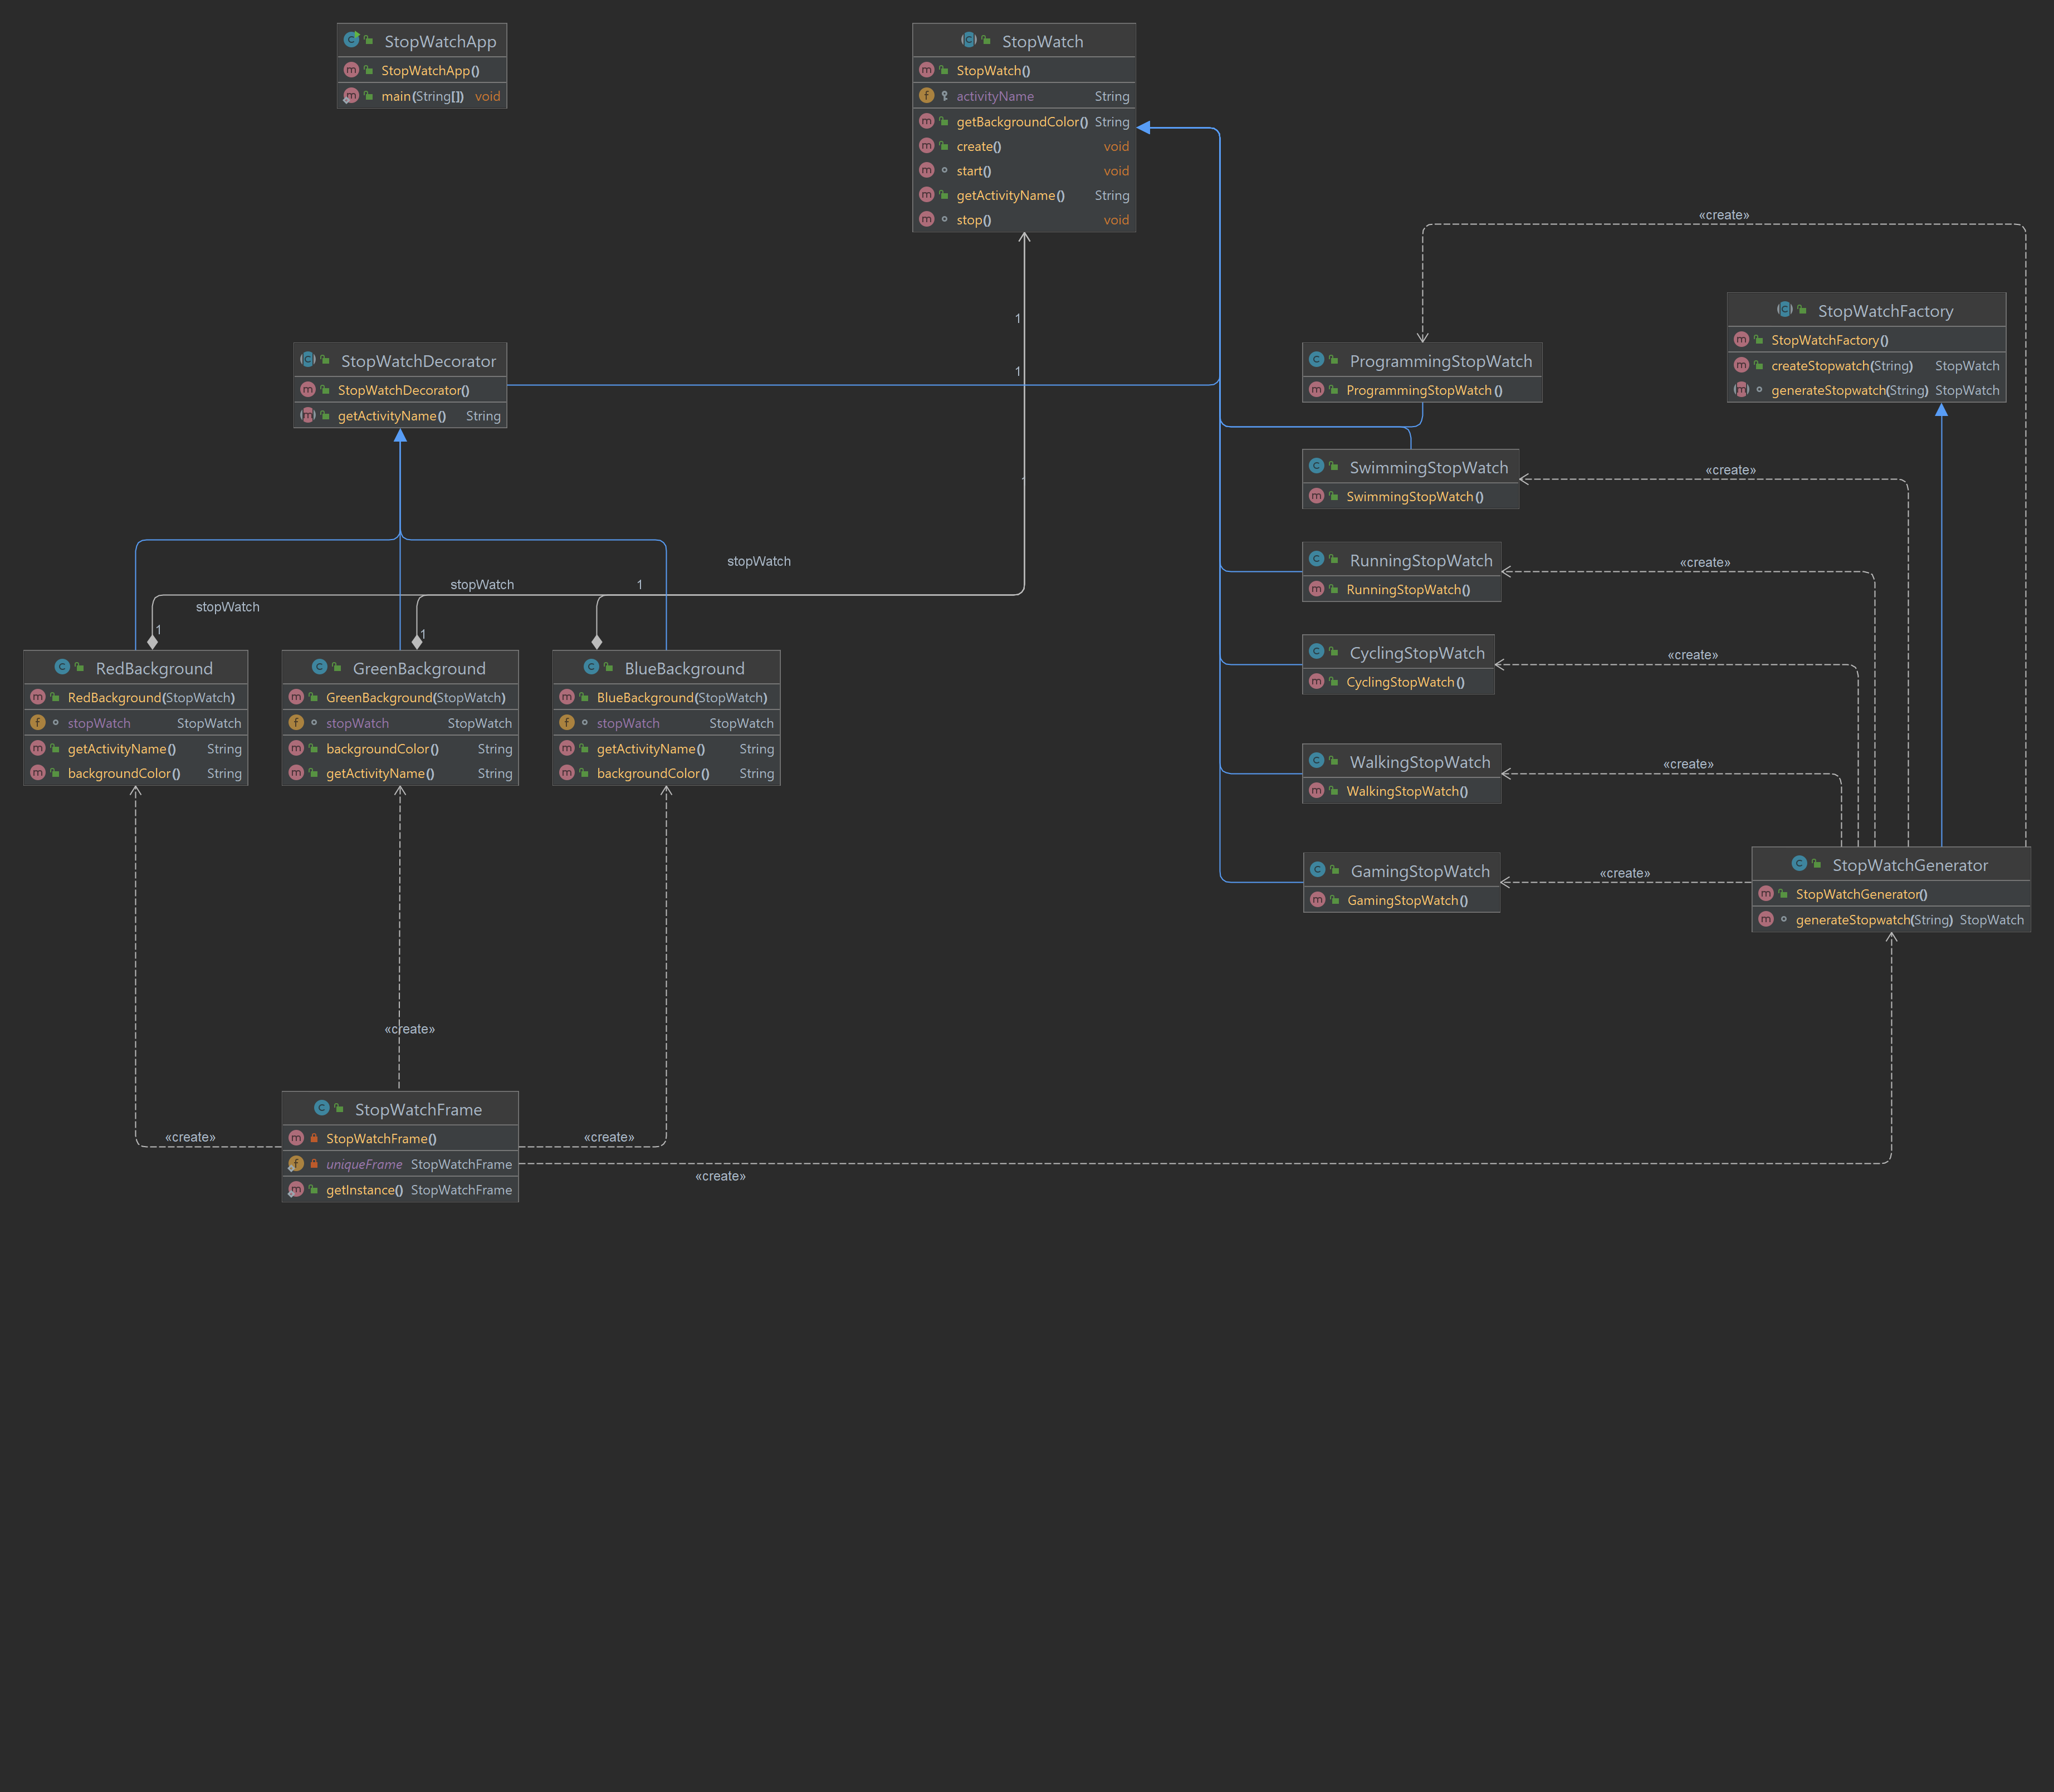 StopWatchApp
StopWatchApp()
main(String[]) void
StopWatch
StopWatch()
activityName String
getBackgroundColor() String
create() void
start() void
getActivityName() String
stop() void
«create»
StopWatchFactory
StopWatchFactory()
createStopwatch(String) StopWatch
generateStopwatch(String) StopWatch
1
1
StopWatchDecorator
StopWatchDecorator()
getActivityName() String
ProgrammingStopWatch
ProgrammingStopWatch()
SwimmingStopWatch
SwimmingStopWatch()
«create»
RunningStopWatch
RunningStopWatch()
«create»
CyclingStopWatch
CyclingStopWatch()
«create»
WalkingStopWatch
WalkingStopWatch()
«create»
GamingStopWatch
GamingStopWatch()
«create»
StopWatchGenerator
StopWatchGenerator()
generateStopwatch(String) StopWatch
stopWatch
stopWatch
1
stopWatch
1
1
RedBackground
RedBackground(StopWatch)
stopWatch StopWatch
getActivityName() String
backgroundColor() String
GreenBackground
GreenBackground(StopWatch)
stopWatch StopWatch
backgroundColor() String
getActivityName() String
BlueBackground
BlueBackground(StopWatch)
stopWatch StopWatch
getActivityName() String
backgroundColor() String
«create»
«create»
«create»
«create»
StopWatchFrame
StopWatchFrame()
uniqueFrame StopWatchFrame
getInstance() StopWatchFrame